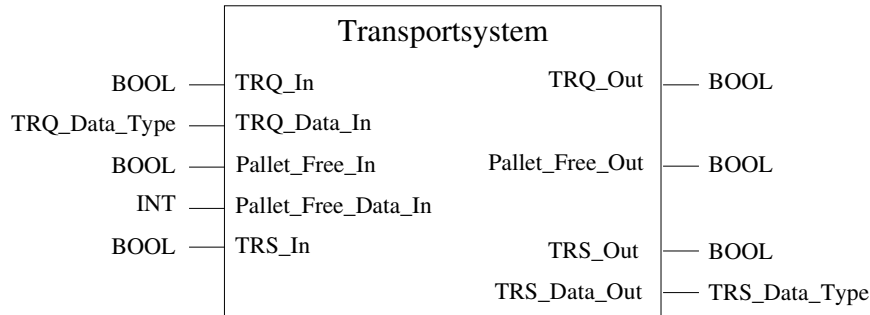 Transportsystem
BOOL TRQ_In TRQ_Out BOOL
TRQ_Data_Type TRQ_Data_In
BOOL Pallet_Free_In Pallet_Free_Out BOOL
INT Pallet_Free_Data_In
BOOL TRS_In TRS_Out BOOL
TRS_Data_Out TRS_Data_Type